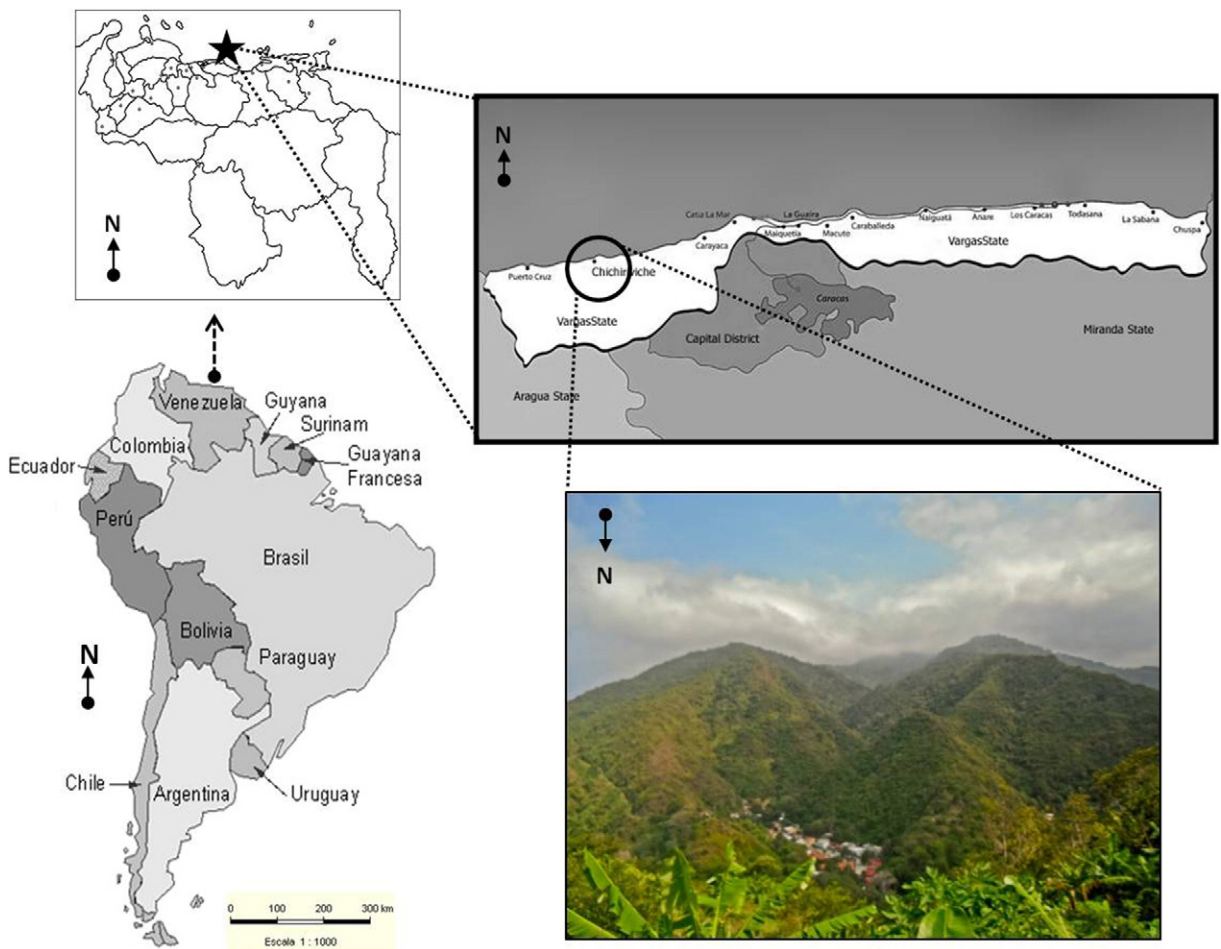 N
N
Catia La Mar
La Guaira
Naiguatá
Anare
Los Caracas
Todasana
La Sabana
Chuspa
Carayaca
Maiquetía
Macuto
Caraballeda
VargasState
Puerto Cruz
Chichiriviche
VargasState
Caracas
Capital District
Miranda State
Aragua State
Venezuela
Guyana
Surinam
Colombia
Guayana
Francesa
Ecuador
Perú
Brasil
Bolivia
Paraguay
N
Chile
Argentina
Uruguay
0 100 200 300 km
Escala 1 : 1000
N